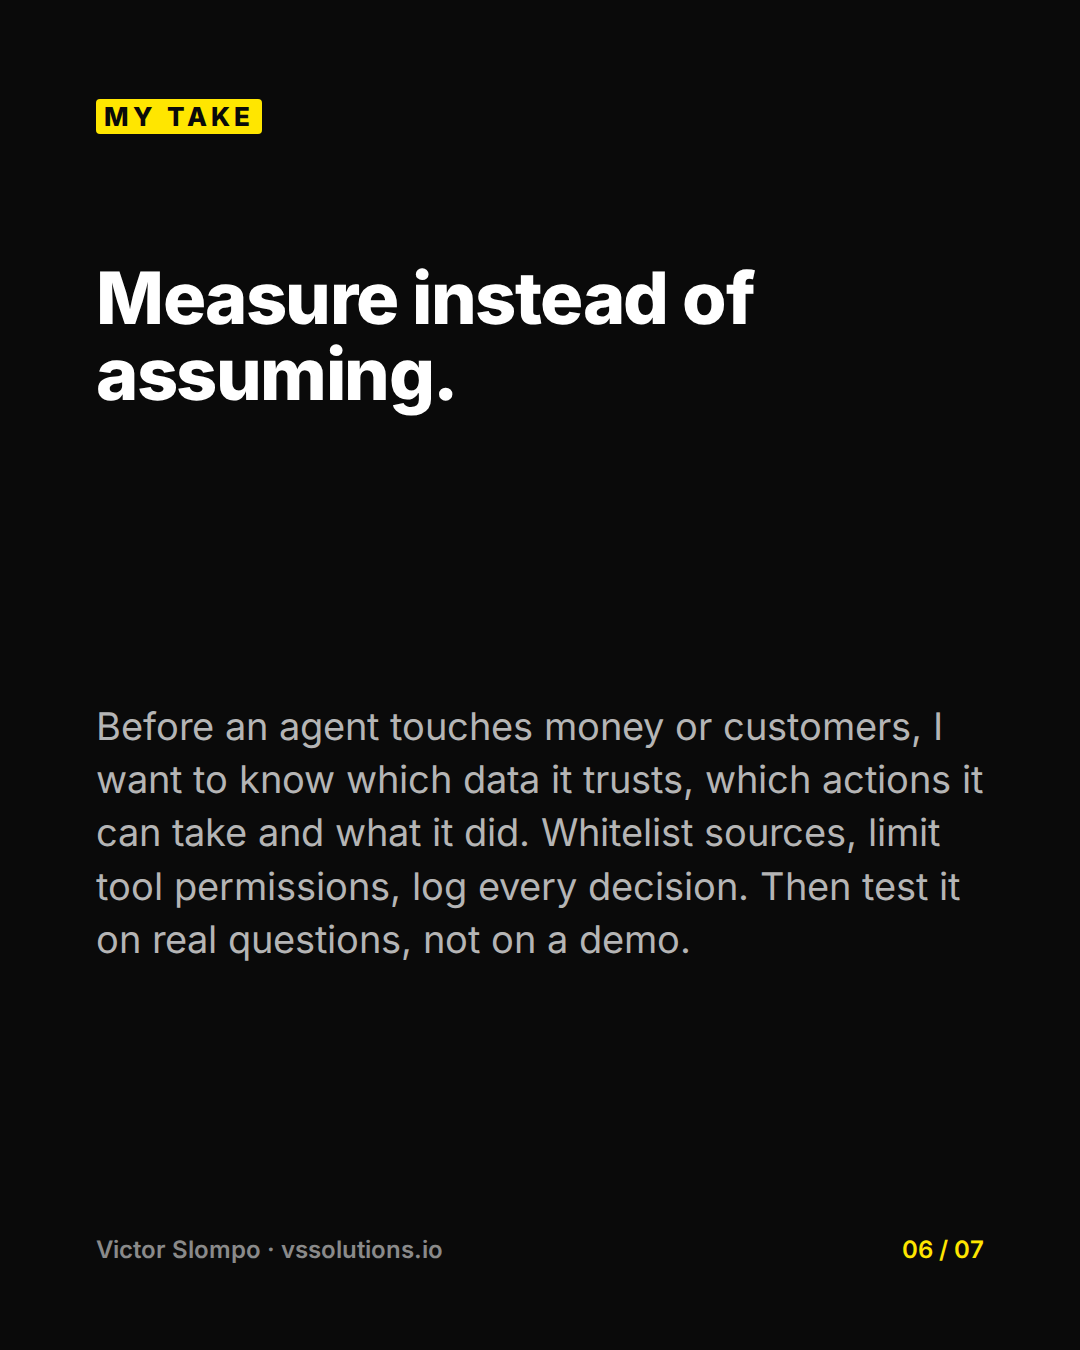 MY TAKE
Measure instead of
assuming.
Before an agent touches money or customers, I
want to know which data it trusts, which actions it
can take and what it did. Whitelist sources, limit
tool permissions, log every decision. Then test it
on real questions, not on a demo.
Victor Slompo · vssolutions.io
06 / 07